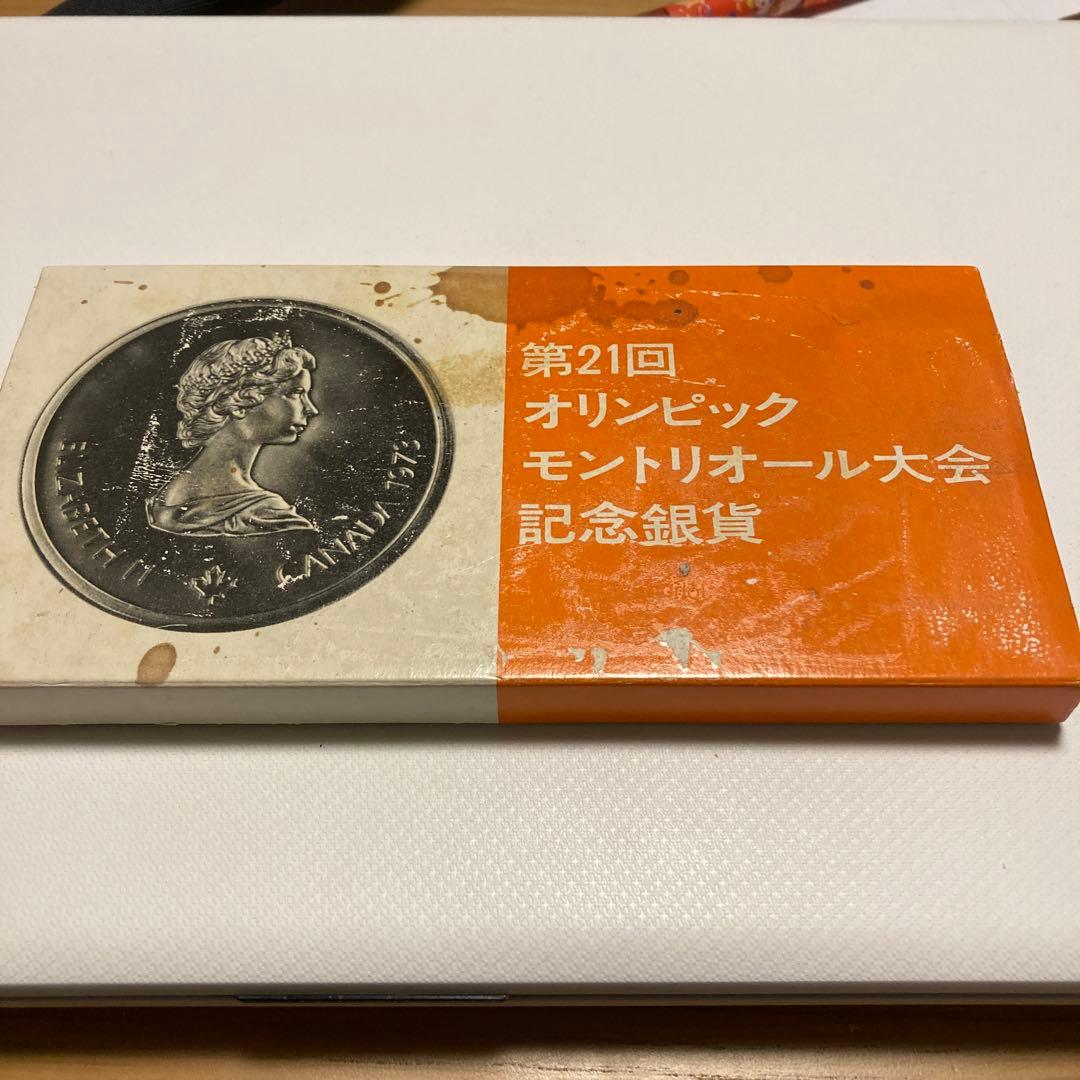 ELIZABETH II
CANADA 1973
第21回
オリンピック
モントリオール大会
記念銀貨